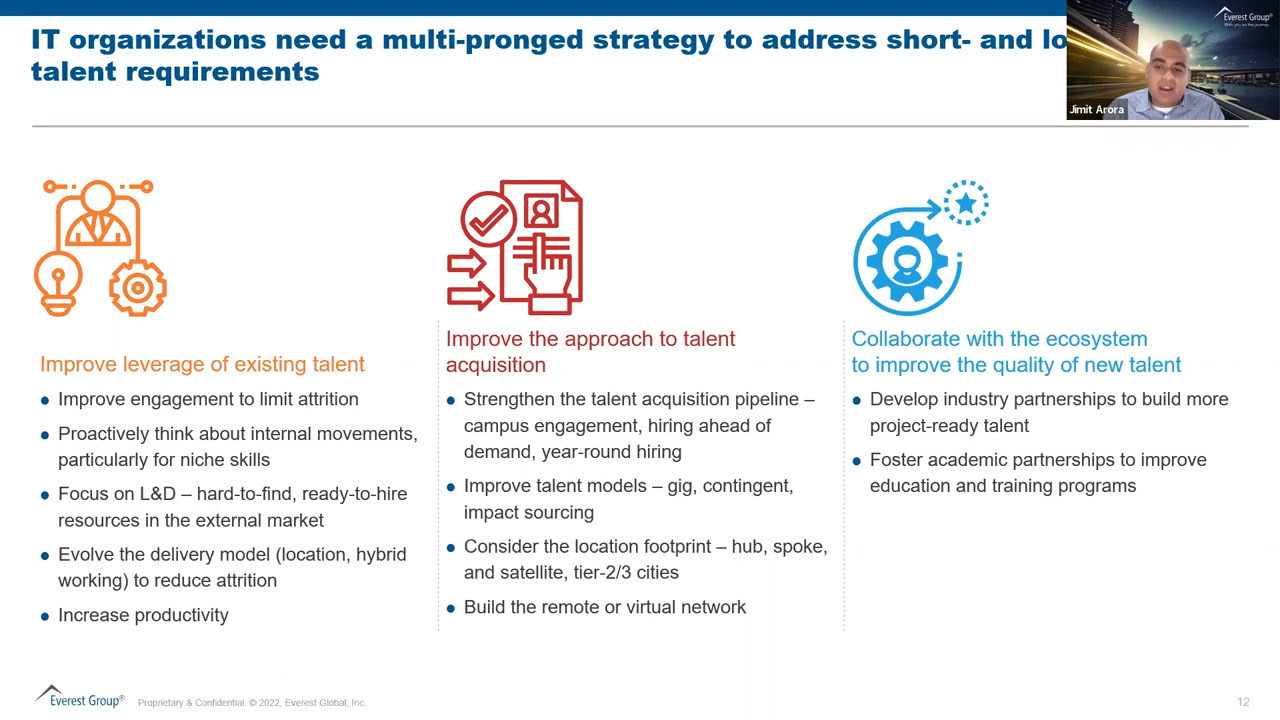 IT organizations need a multi-pronged strategy to address short- and
talent requirements
Everest Group®
With you on the journey
Jimit Arora
Improve leverage of existing talent
● Improve engagement to limit attrition
● Proactively think about internal movements,
particularly for niche skills
● Focus on L&D – hard-to-find, ready-to-hire
resources in the external market
● Evolve the delivery model (location, hybrid
working) to reduce attrition
● Increase productivity
Improve the approach to talent
acquisition
● Strengthen the talent acquisition pipeline –
campus engagement, hiring ahead of
demand, year-round hiring
● Improve talent models – gig, contingent,
impact sourcing
● Consider the location footprint – hub, spoke,
and satellite, tier-2/3 cities
● Build the remote or virtual network
Collaborate with the ecosystem
to improve the quality of new talent
● Develop industry partnerships to build more
project-ready talent
● Foster academic partnerships to improve
education and training programs
Everest Group®
Proprietary & Confidential. © 2022, Everest Global, Inc.
12